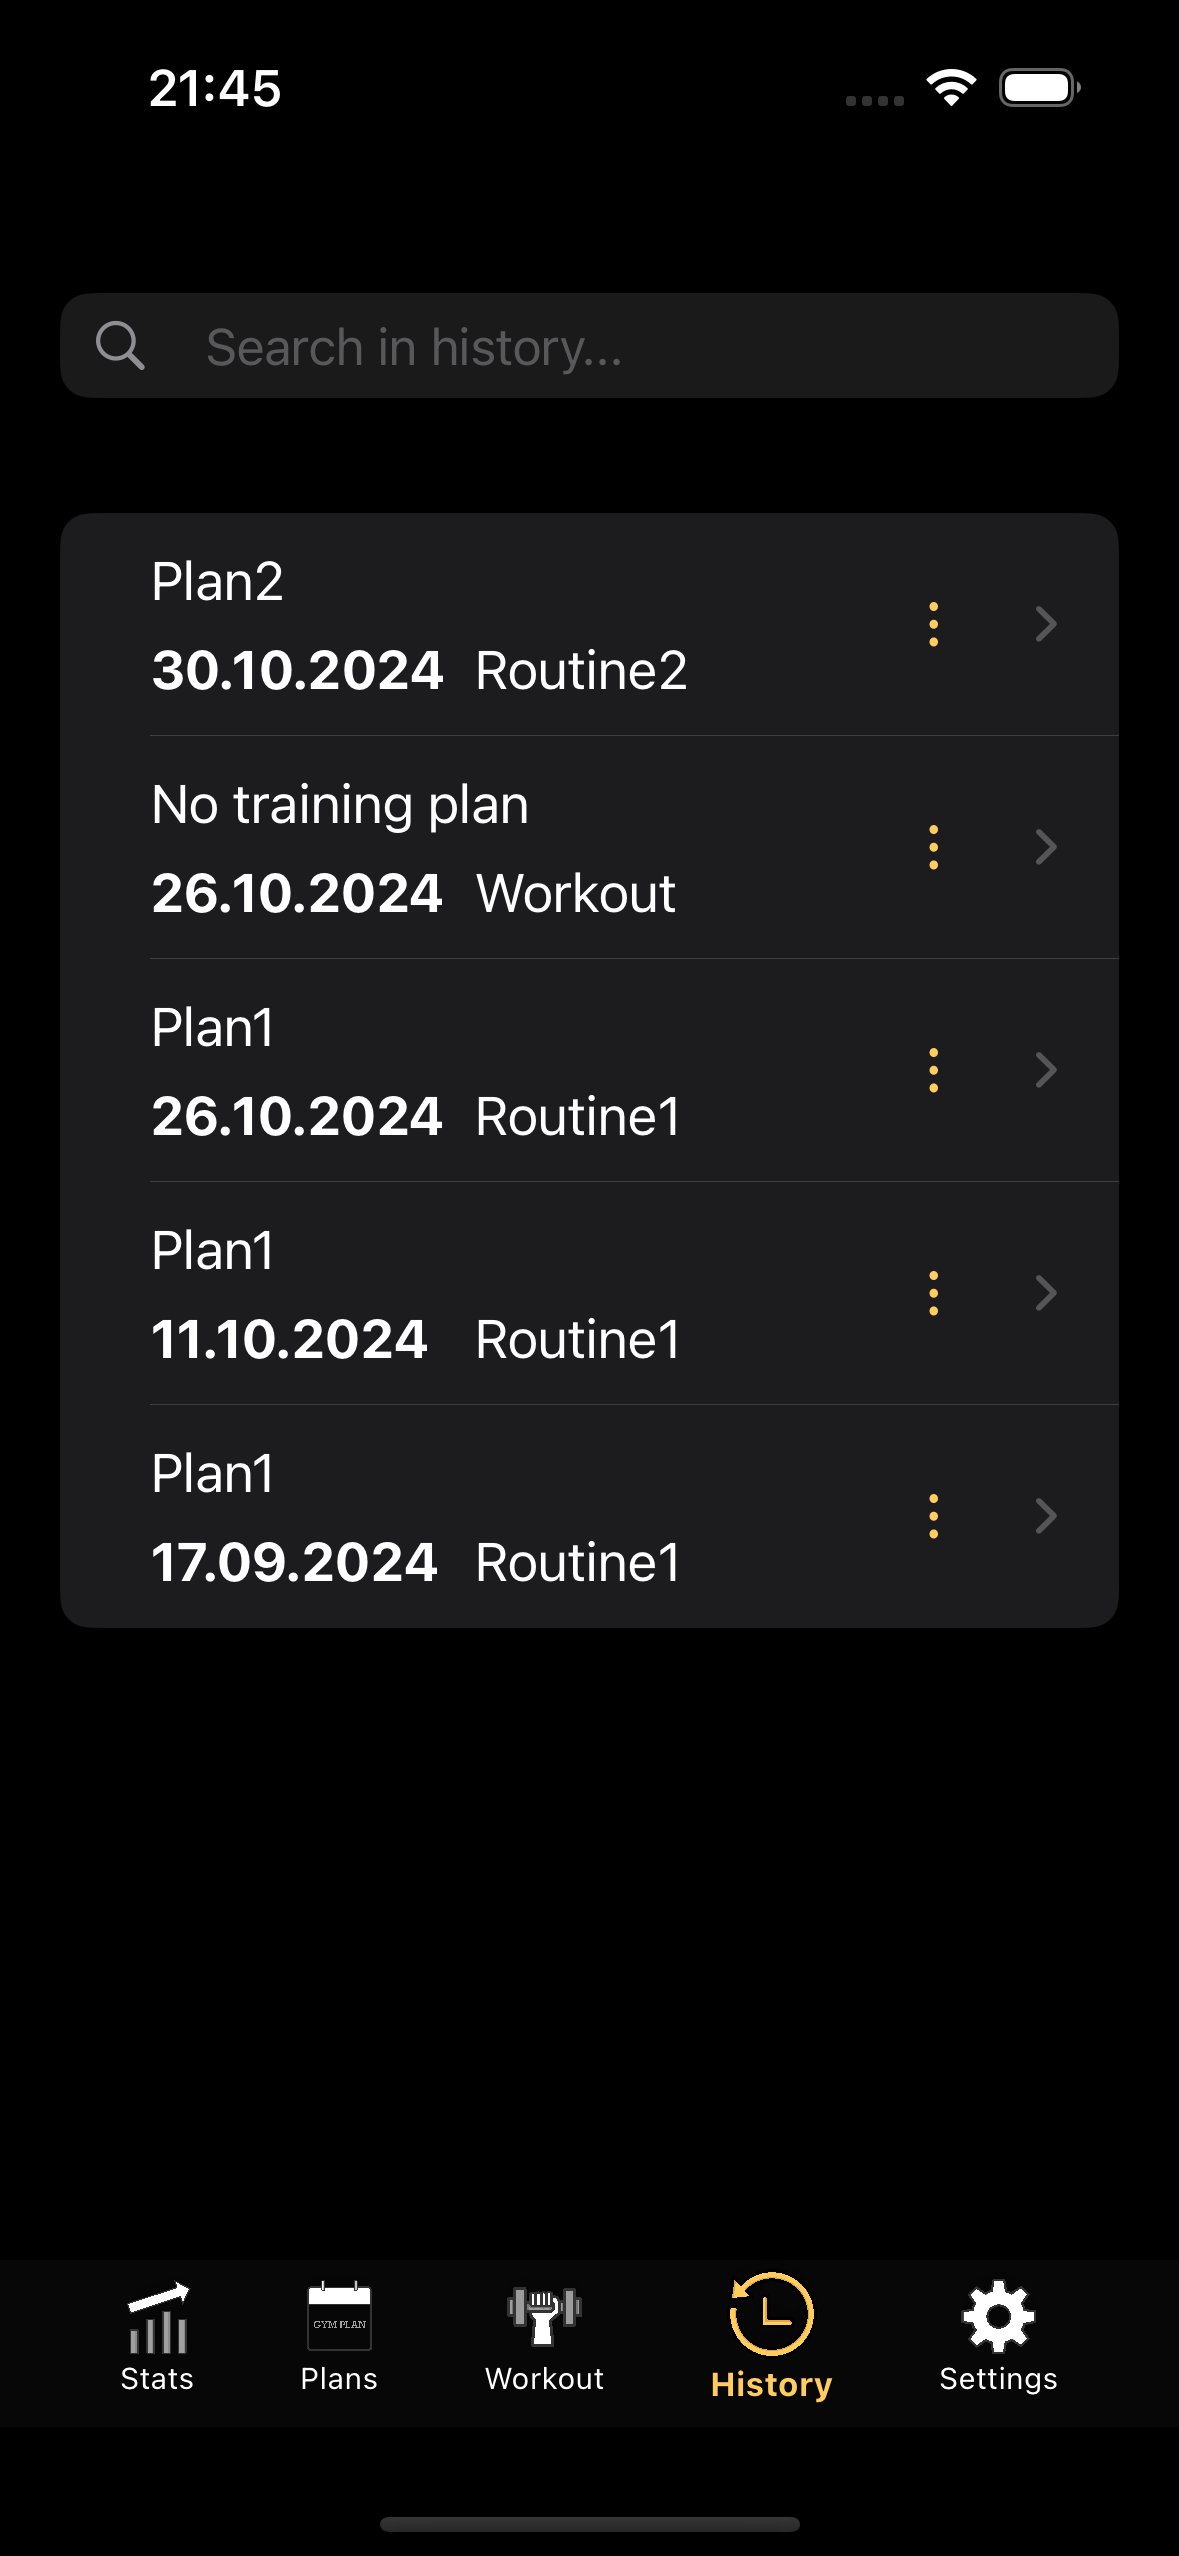 21:45
Search in history...
Plan2
30.10.2024 Routine2
No training plan
26.10.2024 Workout
Plan1
26.10.2024 Routine1
Plan1
11.10.2024 Routine1
Plan1
17.09.2024 Routine1
GYM PLAN
Stats Plans Workout History Settings